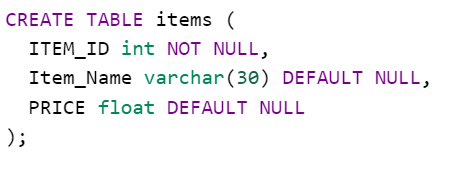 CREATE TABLE items (
  ITEM_ID int NOT NULL,
  Item_Name varchar(30) DEFAULT NULL,
  PRICE float DEFAULT NULL
);